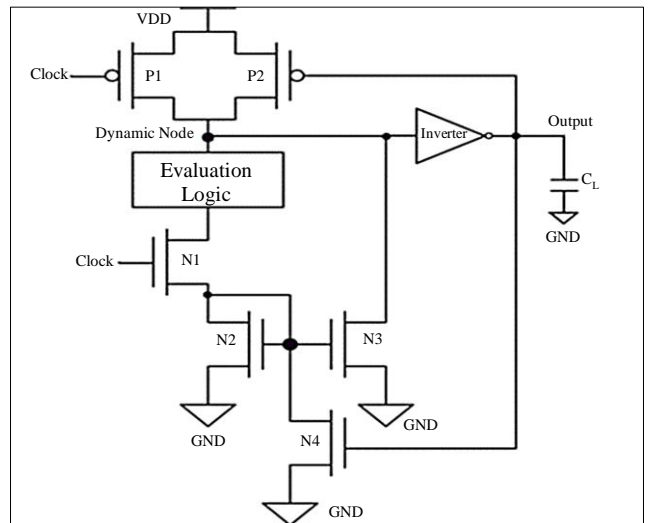 VDD
Clock
P1
P2
Dynamic Node
Inverter
Output
Evaluation
Logic
C_L
GND
Clock
N1
N2
N3
GND
GND
N4
GND